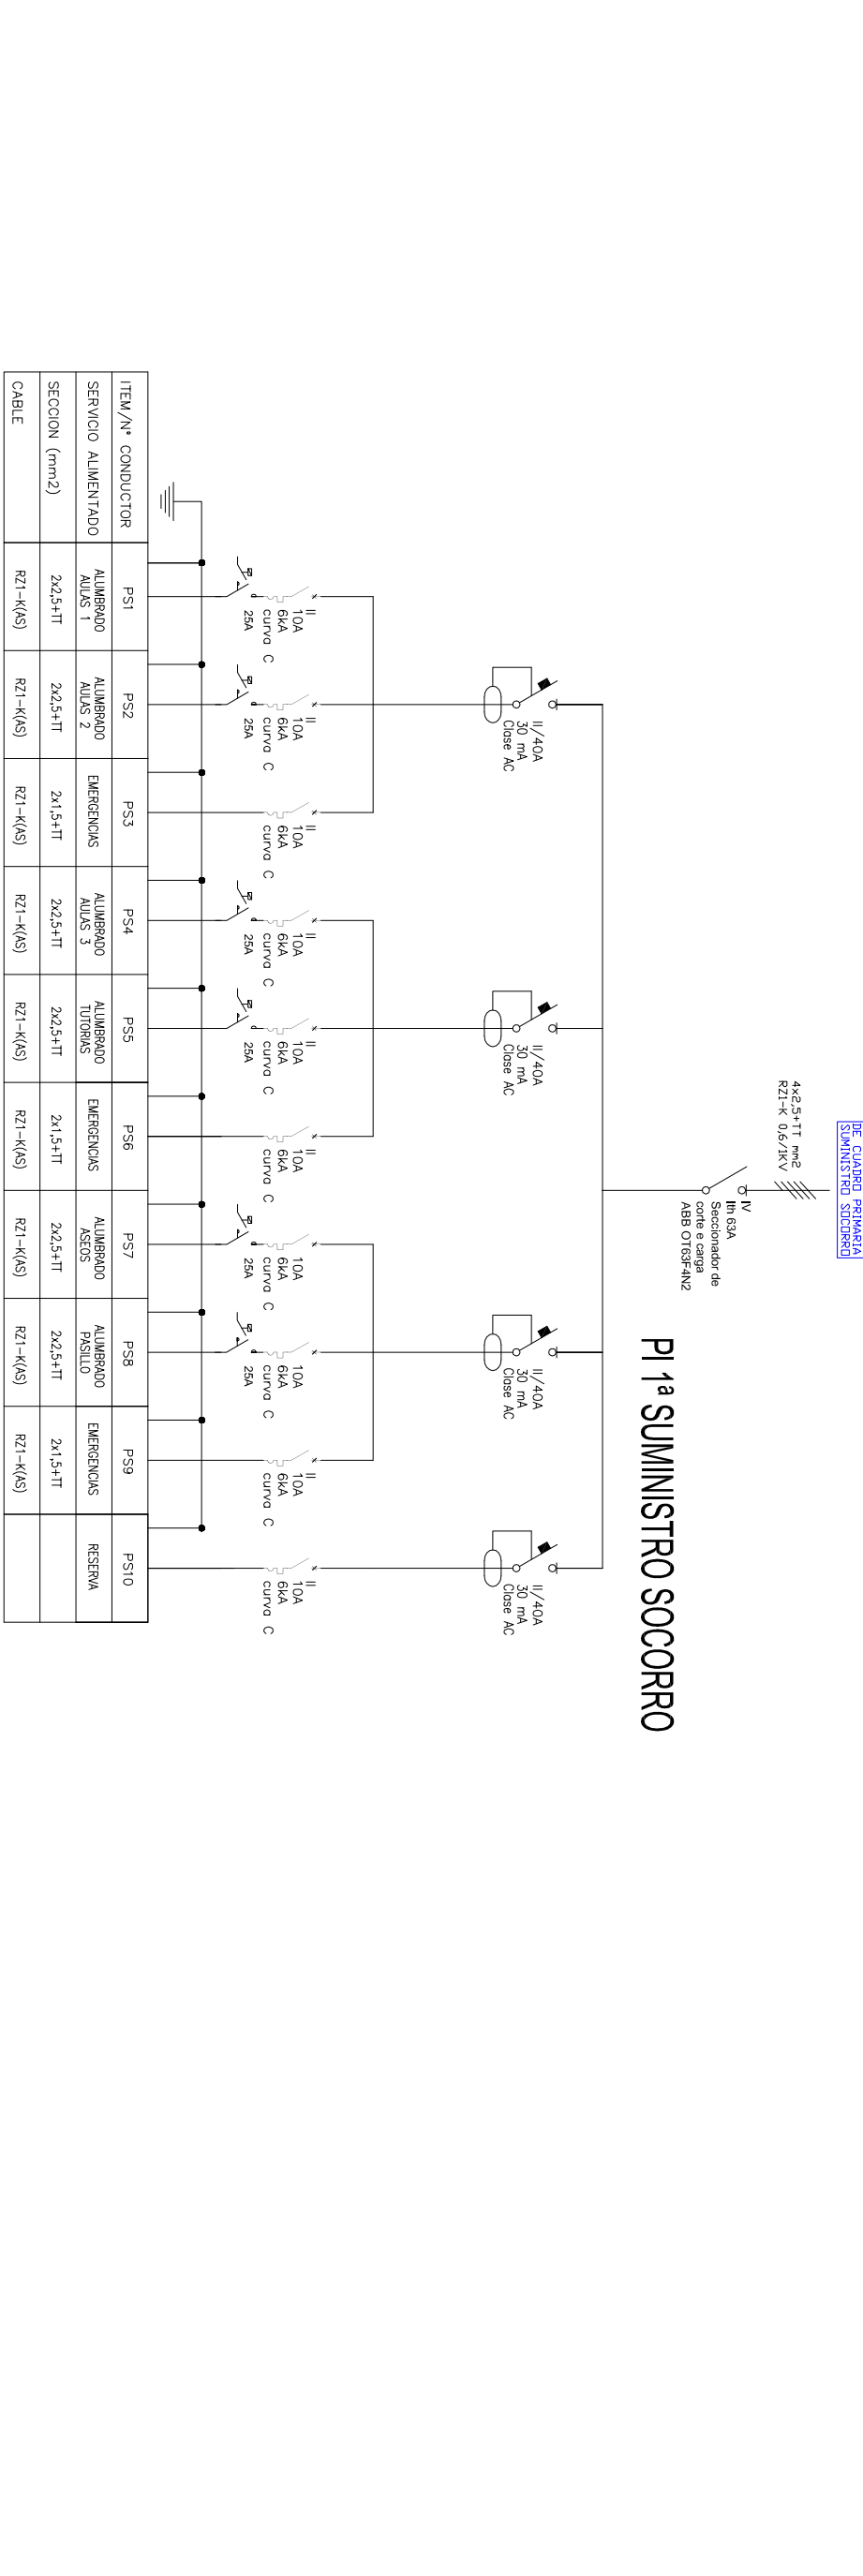 DE CUADRO PRIMARIA
SUMINISTRO SOCORRO
4x2,5+TT mm2
RZ1-K 0,6/1KV
IV
Ith 63A
Seccionador de
corte e carga
ABB OT63F4N2
PI 1ª SUMINISTRO SOCORRO
II/40A
30 mA
Clase AC
II/40A
30 mA
Clase AC
II/40A
30 mA
Clase AC
II/40A
30 mA
Clase AC
II
10A
6kA
curva C
25A
II
10A
6kA
curva C
25A
II
10A
6kA
curva C
II
10A
6kA
curva C
25A
II
10A
6kA
curva C
25A
II
10A
6kA
curva C
10A
6kA
curva C
25A
10A
6kA
curva C
25A
II
10A
6kA
curva C
II
10A
6kA
curva C
ITEM/N° CONDUCTOR PS1 PS2 PS3 PS4 PS5 PS6 PS7 PS8 PS9 PS10
SERVICIO ALIMENTADO
ALUMBRADO
AULAS 1
ALUMBRADO
AULAS 2
EMERGENCIAS
ALUMBRADO
AULAS 3
ALUMBRADO
TUTORIAS
EMERGENCIAS
ALUMBRADO
ASEOS
ALUMBRADO
PASILLO
EMERGENCIAS
RESERVA
SECCION (mm2) 2x2,5+TT 2x2,5+TT 2x1,5+TT 2x2,5+TT 2x2,5+TT 2x1,5+TT 2x2,5+TT 2x2,5+TT 2x1,5+TT
CABLE RZ1-K(AS) RZ1-K(AS) RZ1-K(AS) RZ1-K(AS) RZ1-K(AS) RZ1-K(AS) RZ1-K(AS) RZ1-K(AS) RZ1-K(AS)